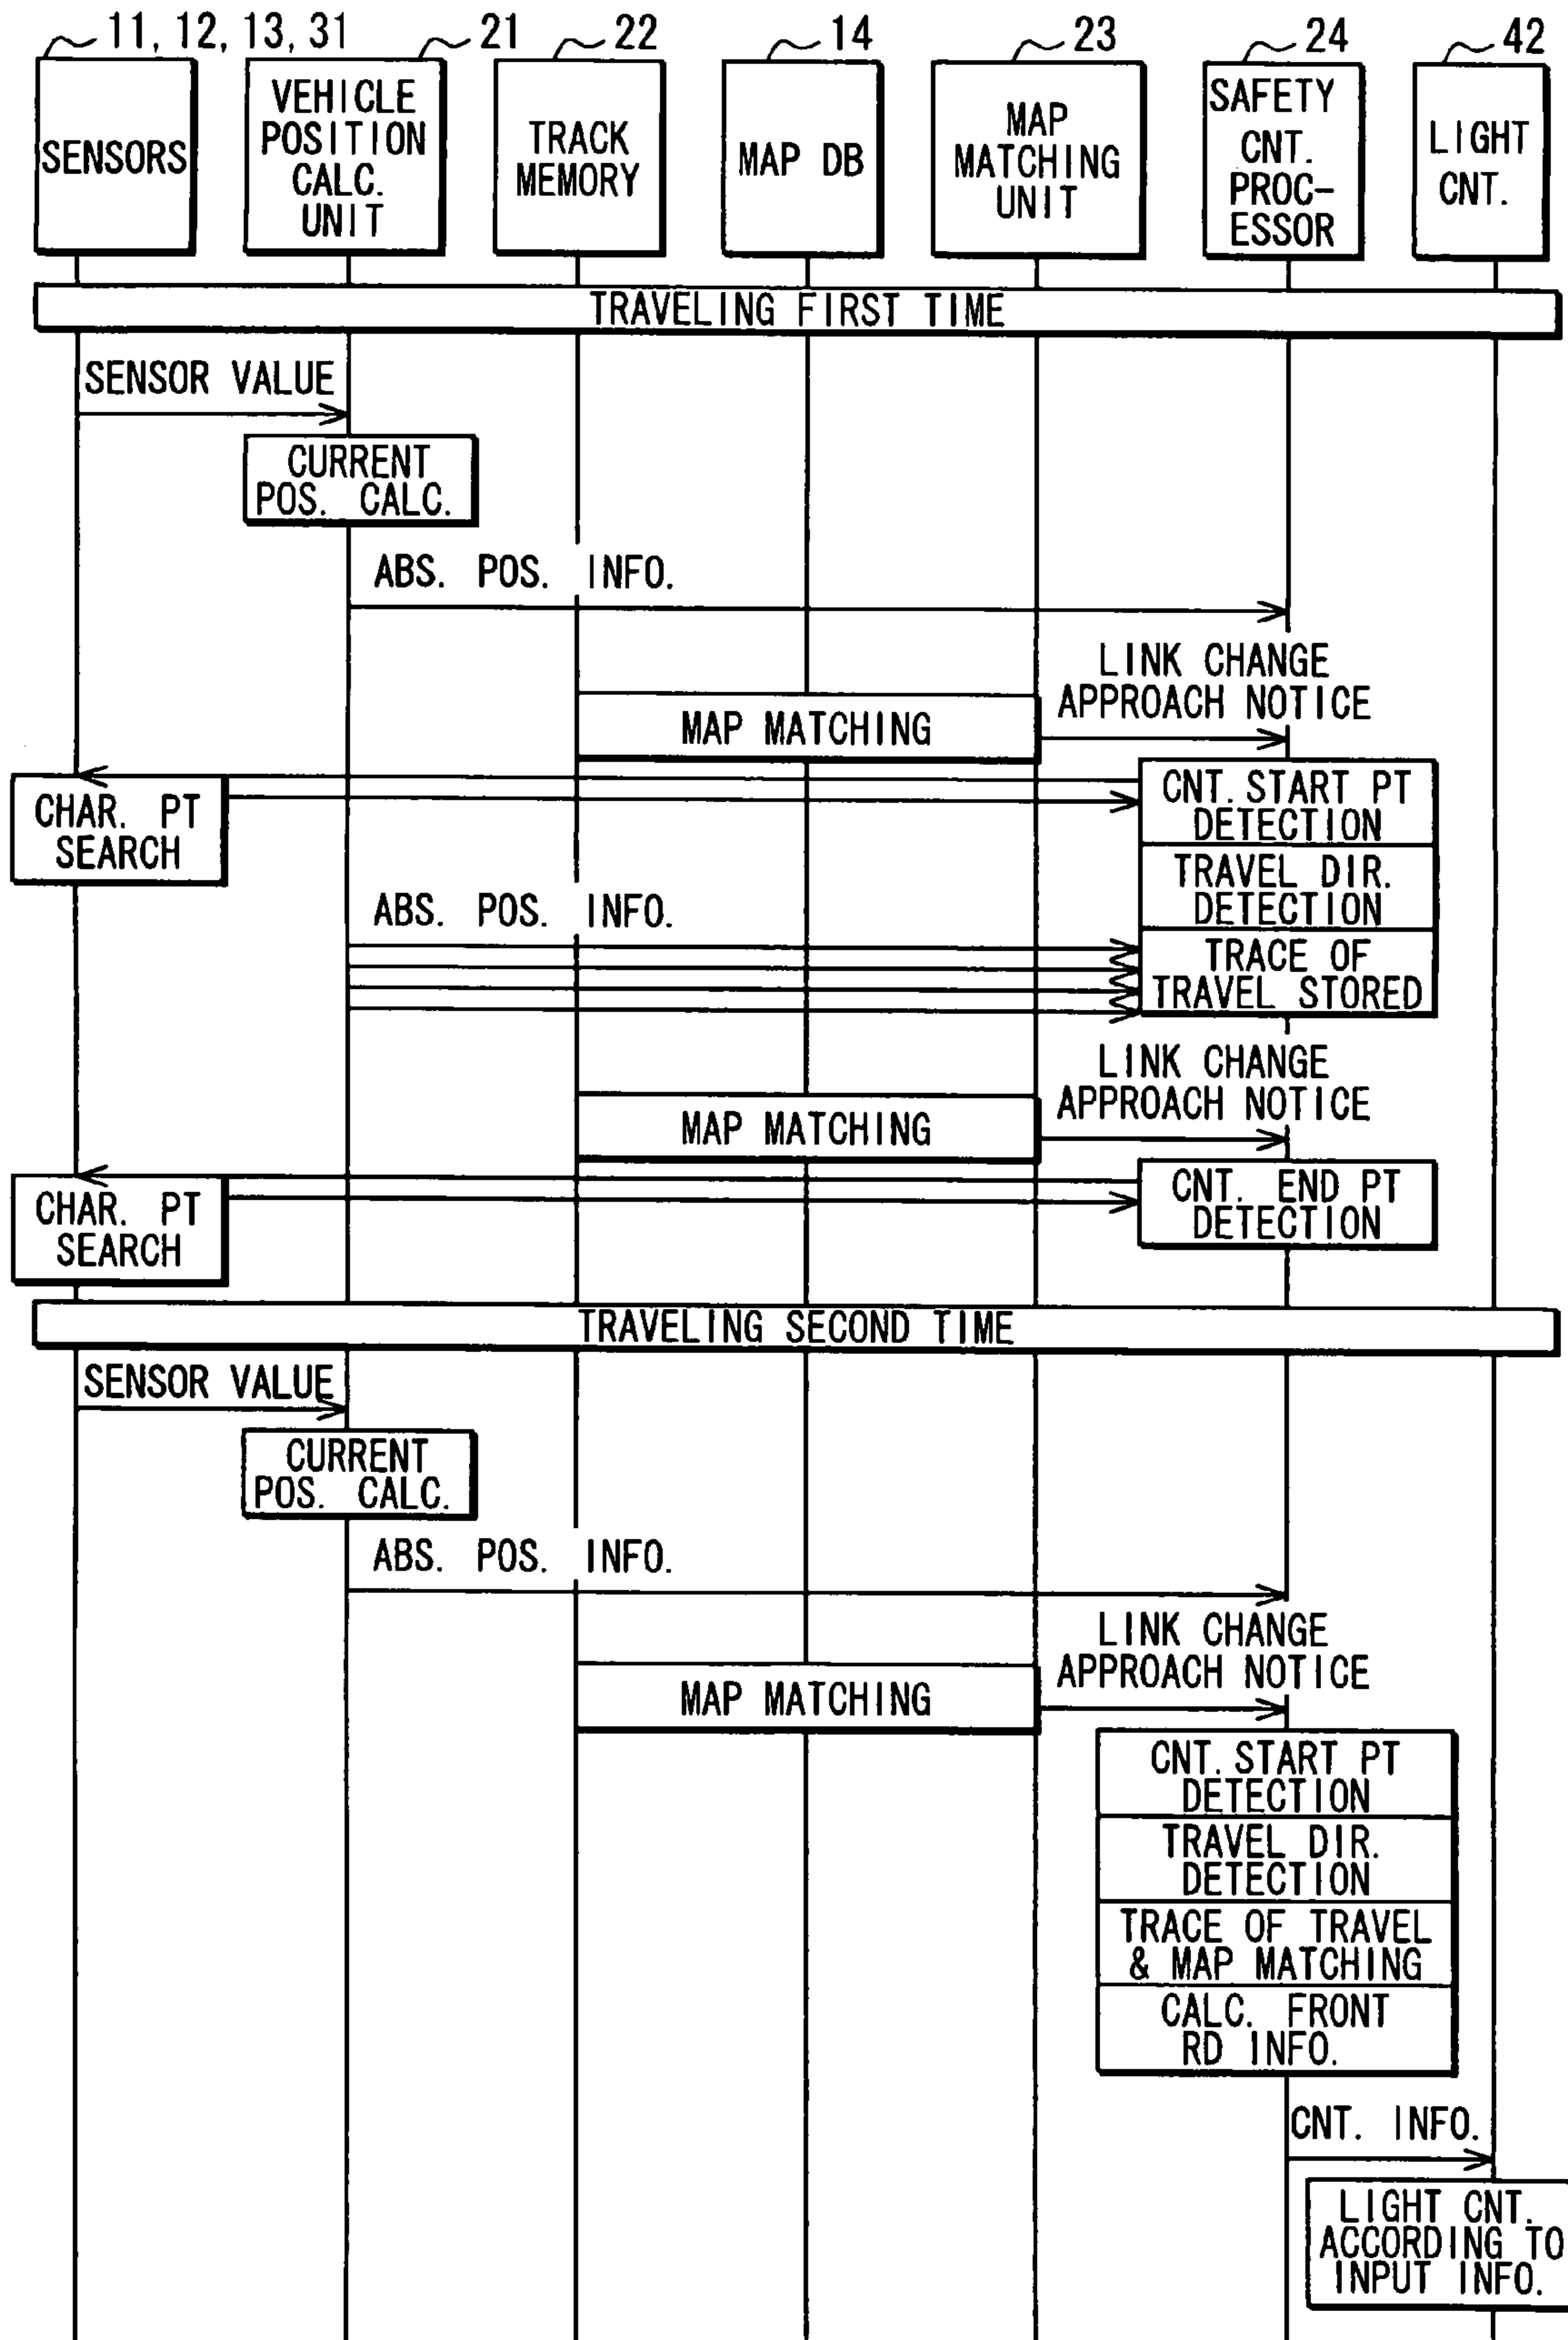 11, 12, 13, 31
21
22
14
23
24
42
SENSORS
VEHICLE
POSITION
CALC.
UNIT
TRACK
MEMORY
MAP DB
MAP
MATCHING
UNIT
SAFETY
CNT.
PROC-
ESSOR
LIGHT
CNT.
TRAVELING FIRST TIME
SENSOR VALUE
CURRENT
POS. CALC.
ABS. POS. INFO.
LINK CHANGE
APPROACH NOTICE
MAP MATCHING
CHAR. PT
SEARCH
CNT. START PT
DETECTION
TRAVEL DIR.
DETECTION
ABS. POS. INFO.
TRACE OF
TRAVEL STORED
LINK CHANGE
APPROACH NOTICE
MAP MATCHING
CHAR. PT
SEARCH
CNT. END PT
DETECTION
TRAVELING SECOND TIME
SENSOR VALUE
CURRENT
POS. CALC.
ABS. POS. INFO.
LINK CHANGE
APPROACH NOTICE
MAP MATCHING
CNT. START PT
DETECTION
TRAVEL DIR.
DETECTION
TRACE OF TRAVEL
& MAP MATCHING
CALC. FRONT
RD INFO.
CNT. INFO.
LIGHT CNT.
ACCORDING TO
INPUT INFO.